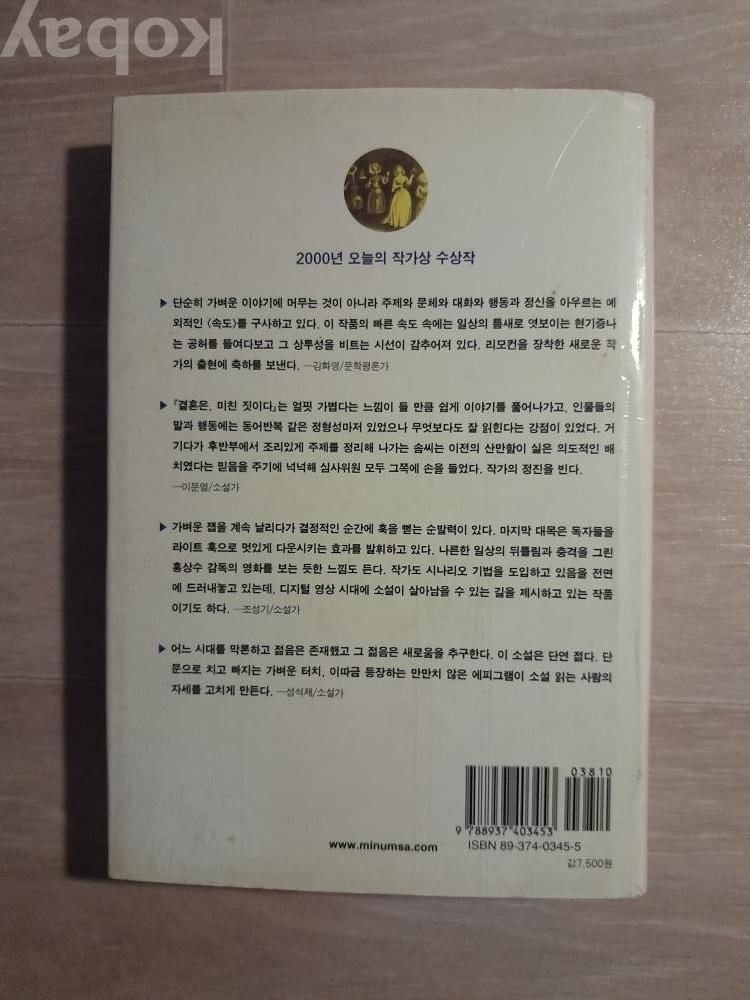 kobay
2000년 오늘의 작가상 수상작
▶ 단순히 가벼운 이야기에 머무는 것이 아니라 주제와 문체와 대화와 행동과 정신을 아우르는 예
외적인 〈속도〉를 구사하고 있다. 이 작품의 빠른 속도 속에는 일상의 틈새로 엿보이는 현기증나
는 공허를 들여다보고 그 상투성을 비트는 시선이 감추어져 있다. 리모컨을 장착한 새로운 작
가의 출현에 축하를 보낸다. —김화영/문학평론가
▶ 『결혼은, 미친 짓이다』는 얼핏 가볍다는 느낌이 들 만큼 쉽게 이야기를 풀어나가고, 인물들의
말과 행동에는 동어반복 같은 정형성마저 있었으나 무엇보다도 잘 읽힌다는 강점이 있었다. 거
기다가 후반부에서 조리있게 주제를 정리해 나가는 솜씨는 이전의 산만함이 실은 의도적인 배
치였다는 믿음을 주기에 넉넉해 심사위원 모두 그쪽에 손을 들었다. 작가의 정진을 빈다.
—이문열/소설가
▶ 가벼운 잽을 계속 날리다가 결정적인 순간에 훅을 뻗는 순발력이 있다. 마지막 대목은 독자들을
라이트 훅으로 멋있게 다운시키는 효과를 발휘하고 있다. 나른한 일상의 뒤틀림과 충격을 그린
홍상수 감독의 영화를 보는 듯한 느낌도 든다. 작가도 시나리오 기법을 도입하고 있음을 전면
에 드러내놓고 있는데, 디지털 영상 시대에 소설이 살아남을 수 있는 길을 제시하고 있는 작품
이기도 하다. —조성기/소설가
▶ 어느 시대를 막론하고 젊음은 존재했고 그 젊음은 새로움을 추구한다. 이 소설은 단연 젊다. 단
문으로 치고 빠지는 가벼운 터치, 이따금 등장하는 만만치 않은 에피그램이 소설 읽는 사람의
자세를 고치게 만든다. —성석제/소설가
03810
9 788937 403453
www.minumsa.com
ISBN 89-374-0345-5
값7,500원